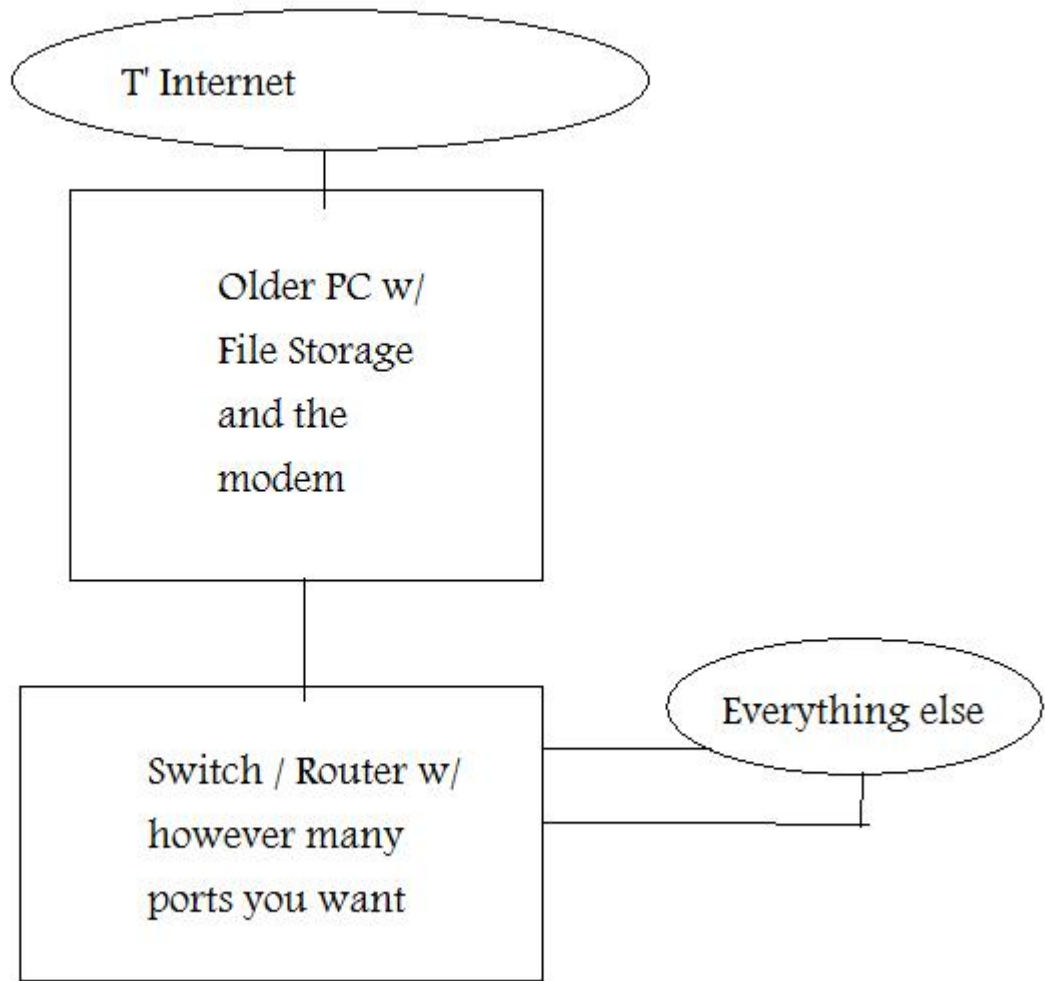 T' Internet
Older PC w/
File Storage
and the
modem
Everything else
Switch / Router w/
however many
ports you want